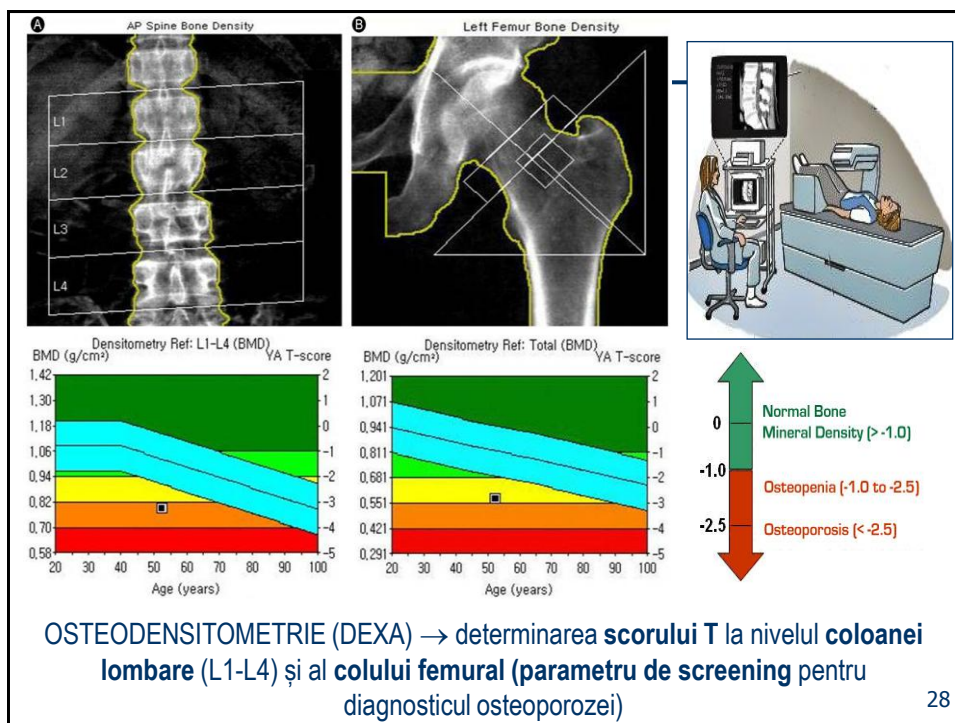 A AP Spine Bone Density
B Left Femur Bone Density
L1
L2
L3
L4
Densitometry Ref: L1-L4 (BMD)
BMD (g/cm²) YA T-score
1,42 2
1,30 1
1,18 0
1,06 -1
0,94 -2
0,82 -3
0,70 -4
0,58 -5
20 30 40 50 60 70 80 90 100
Age (years)
Densitometry Ref: Total (BMD)
BMD (g/cm²) YA T-score
1,201 2
1,071 1
0,941 0
0,811 -1
0,681 -2
0,551 -3
0,421 -4
0,291 -5
20 30 40 50 60 70 80 90 100
Age (years)
0
-1.0
-2.5
Normal Bone
Mineral Density (> -1.0)
Osteopenia (-1.0 to -2.5)
Osteoporosis (< -2.5)
OSTEODENSITOMETRIE (DEXA) → determinarea scorului T la nivelul coloanei
lombare (L1-L4) și al colului femural (parametru de screening pentru
diagnosticul osteoporozei)
28